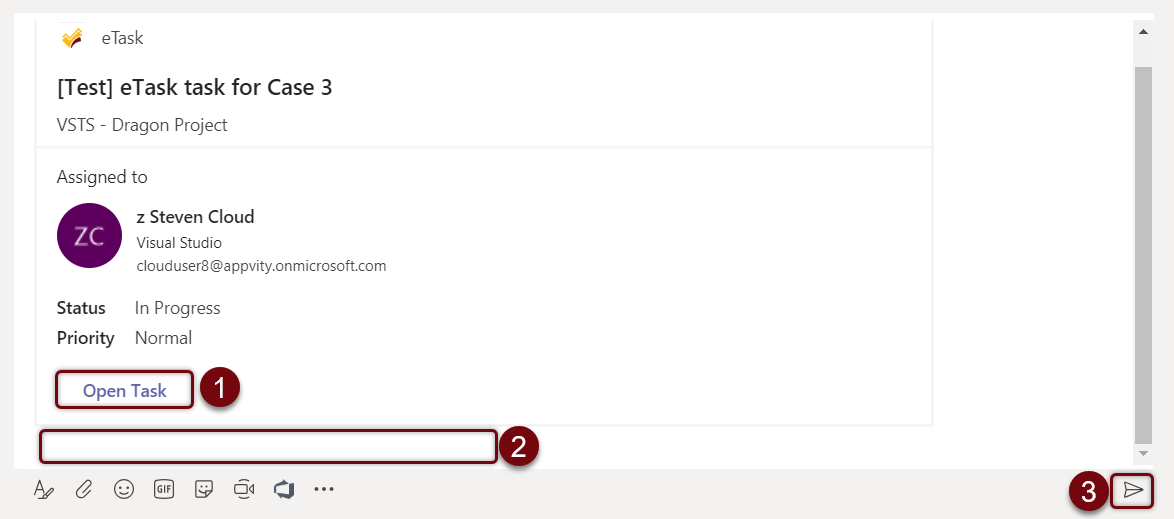 eTask
[Test] eTask task for Case 3
VSTS - Dragon Project
Assigned to
ZC
z Steven Cloud
Visual Studio
clouduser8@appvity.onmicrosoft.com
Status In Progress
Priority Normal
Open Task 1
2
GIF
3